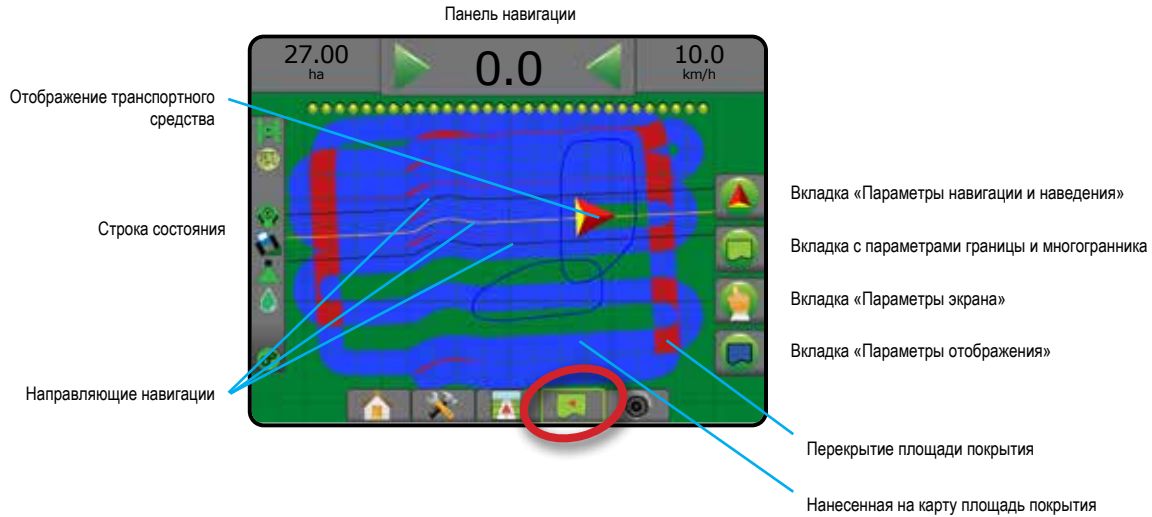 Панель навигации
27.00
ha
0.0
10.0
km/h
Отображение транспортного
средства
Строка состояния
Направляющие навигации
Вкладка «Параметры навигации и наведения»
Вкладка с параметрами границы и многогранника
Вкладка «Параметры экрана»
Вкладка «Параметры отображения»
Перекрытие площади покрытия
Нанесенная на карту площадь покрытия